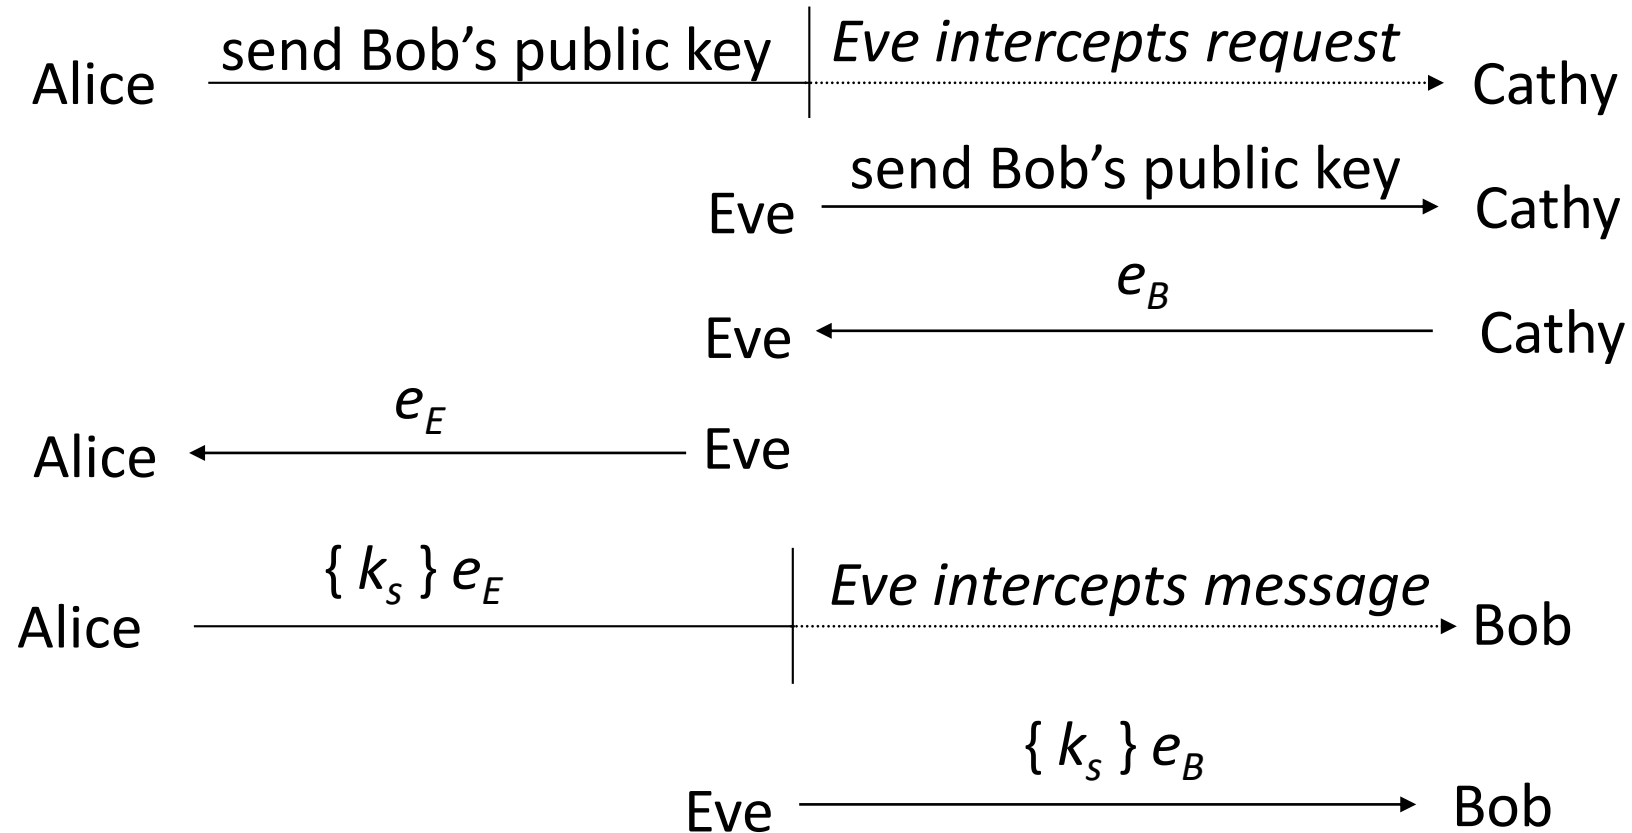 Alice send Bob’s public key Eve intercepts request Cathy
Eve send Bob’s public key Cathy
Eve e_B Cathy
Alice e_E Eve
Alice { k_s } e_E Eve intercepts message Bob
Eve { k_s } e_B Bob